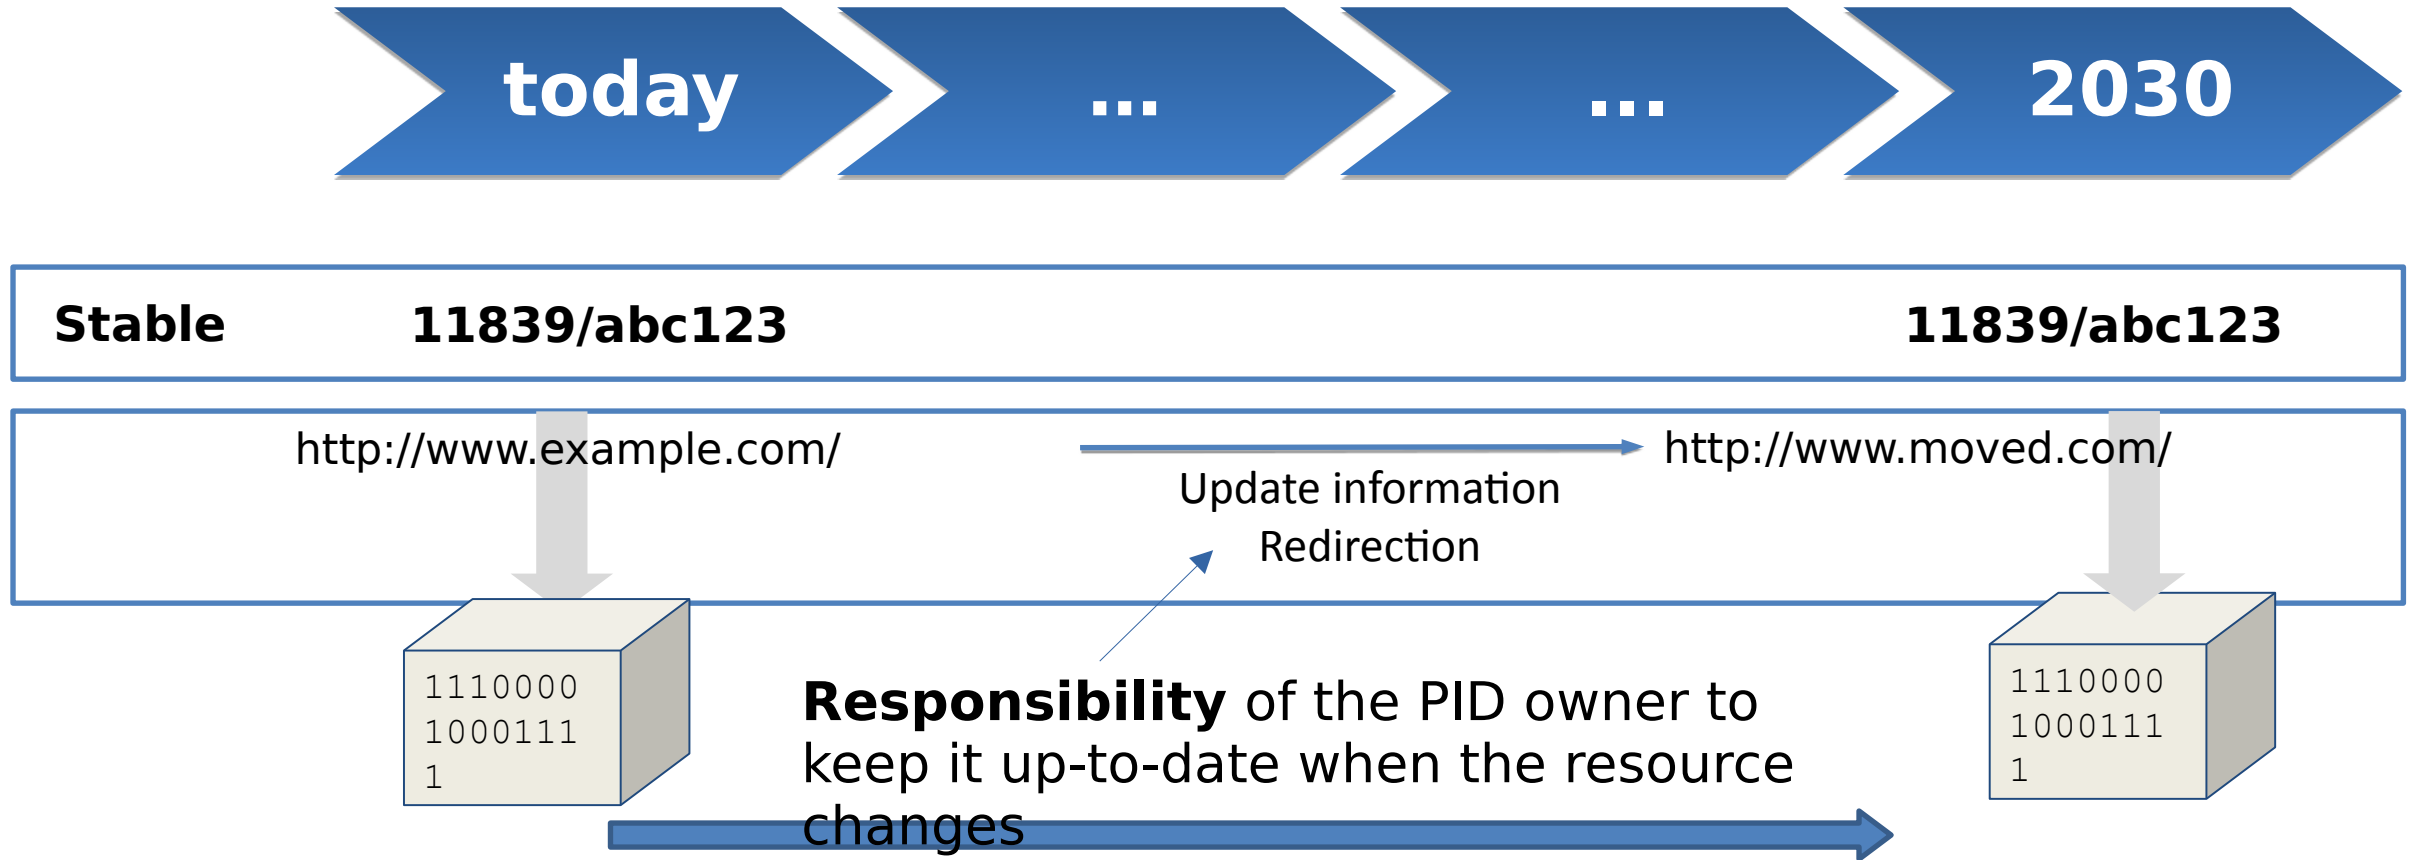 today
...
...
2030
Stable
11839/abc123
11839/abc123
http://www.example.com/
http://www.moved.com/
Update information
Redirection
1110000
1000111
1
Responsibility of the PID owner to
keep it up-to-date when the resource
changes
1110000
1000111
1